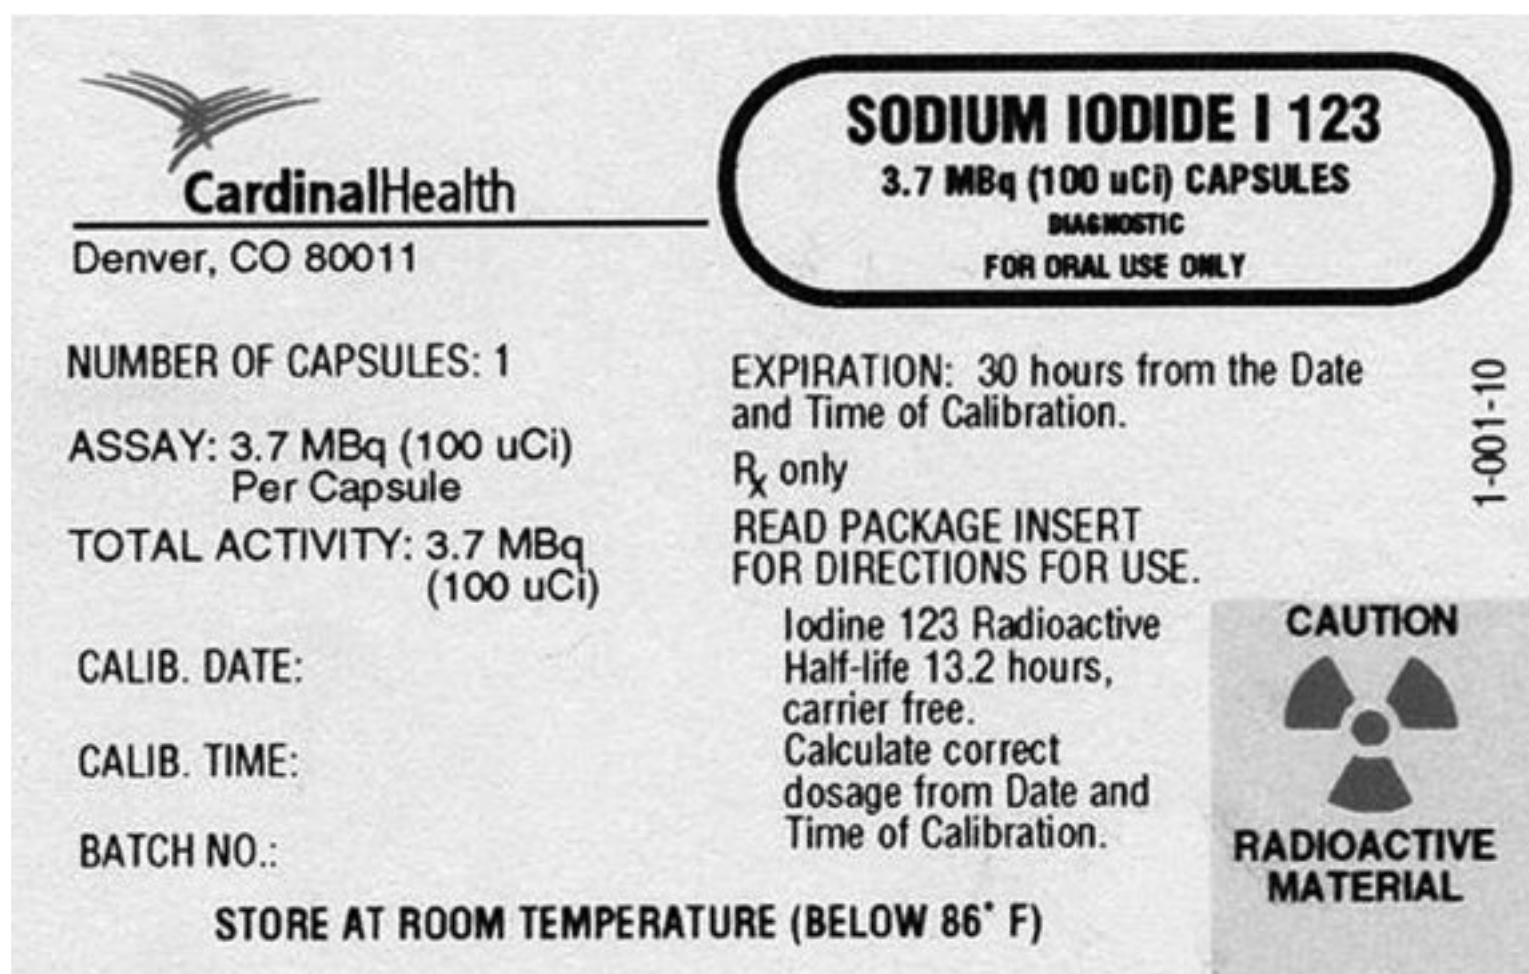 CardinalHealth
Denver, CO 80011
SODIUM IODIDE I 123
3.7 MBq (100 uCi) CAPSULES
DIAGNOSTIC
FOR ORAL USE ONLY
NUMBER OF CAPSULES: 1
ASSAY: 3.7 MBq (100 uCi)
Per Capsule
TOTAL ACTIVITY: 3.7 MBq
(100 uCi)
CALIB. DATE:
CALIB. TIME:
BATCH NO.:
EXPIRATION: 30 hours from the Date
and Time of Calibration.
Rx only
READ PACKAGE INSERT
FOR DIRECTIONS FOR USE.
Iodine 123 Radioactive
Half-life 13.2 hours,
carrier free.
Calculate correct
dosage from Date and
Time of Calibration.
1-001-10
CAUTION
RADIOACTIVE
MATERIAL
STORE AT ROOM TEMPERATURE (BELOW 86° F)